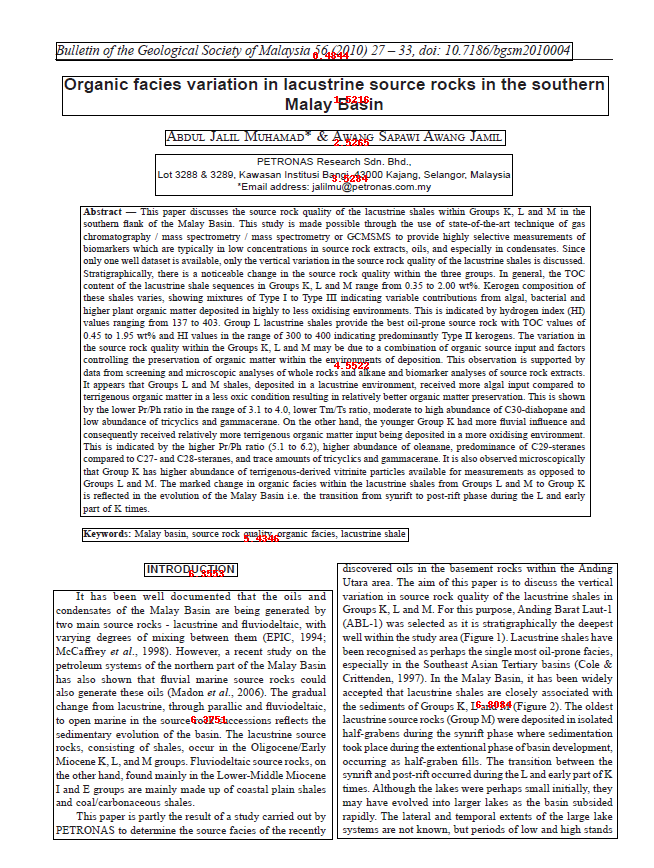 Bulletin of the Geological Society of Malaysia 56 (2010) 27 – 33, doi: 10.7186/bgsm2010004
0.4844
Organic facies variation in lacustrine source rocks in the southern
Malay Basin
1.5216
ABDUL JALIL MUHAMAD* & AWANG SAPAWI AWANG JAMIL
2.5265
PETRONAS Research Sdn. Bhd.,
Lot 3288 & 3289, Kawasan Institusi Bangi, 43000 Kajang, Selangor, Malaysia
*Email address: jalilmu@petronas.com.my
Abstract — This paper discusses the source rock quality of the lacustrine shales within Groups K, L and M in the
southern flank of the Malay Basin. This study is made possible through the use of state-of-the-art technique of gas
chromatography / mass spectrometry / mass spectrometry or GCMSMS to provide highly selective measurements of
biomarkers which are typically in low concentrations in source rock extracts, oils, and especially in condensates. Since
only one well dataset is available, only the vertical variation in the source rock quality of the lacustrine shales is discussed.
Stratigraphically, there is a noticeable change in the source rock quality within the three groups. In general, the TOC
content of the lacustrine shale sequences in Groups K, L and M range from 0.35 to 2.00 wt%. Kerogen composition of
these shales varies, showing mixtures of Type I to Type III indicating variable contributions from algal, bacterial and
higher plant organic matter deposited in highly to less oxidising environments. This is indicated by hydrogen index (HI)
values ranging from 137 to 403. Group L lacustrine shales provide the best oil-prone source rock with TOC values of
0.45 to 1.95 wt% and HI values in the range of 300 to 400 indicating predominantly Type II kerogens. The variation in
the source rock quality within the Groups K, L and M may be due to a combination of organic source input and factors
controlling the preservation of organic matter within the environments of deposition. This observation is supported by
4.5522
data from screening and microscopic analyses of whole rocks and alkane and biomarker analyses of source rock extracts.
It appears that Groups L and M shales, deposited in a lacustrine environment, received more algal input compared to
terrigenous organic matter in a less oxic condition resulting in relatively better organic matter preservation. This is shown
by the lower Pr/Ph ratio in the range of 3.1 to 4.0, lower Tm/Ts ratio, moderate to high abundance of C30-diahopane and
low abundance of tricyclics and gammacerane. On the other hand, the younger Group K had more fluvial influence and
consequently received relatively more terrigenous organic matter input being deposited in a more oxidising environment.
This is indicated by the higher Pr/Ph ratio (5.1 to 6.2), higher abundance of oleanane, predominance of C29-steranes
compared to C27- and C28-steranes, and trace amounts of tricyclics and gammacerane. It is also observed microscopically
that Group K has higher abundance of terrigenous-derived vitrinite particles available for measurements as opposed to
Groups L and M. The marked change in organic facies within the lacustrine shales from Groups L and M to Group K
is reflected in the evolution of the Malay Basin i.e. the transition from synrift to post-rift phase during the L and early
part of K times.
Keywords: Malay basin, source rock quality, organic facies, lacustrine shale
INTRODUCTION
It has been well documented that the oils and
condensates of the Malay Basin are being generated by
two main source rocks - lacustrine and fluviodeltaic, with
varying degrees of mixing between them (EPIC, 1994;
McCaffrey et al., 1998). However, a recent study on the
petroleum systems of the northern part of the Malay Basin
has also shown that fluvial marine source rocks could
also generate these oils (Madon et al., 2006). The gradual
change from lacustrine, through parallic and fluviodeltaic,
to open marine in the source rock successions reflects the
sedimentary evolution of the basin. The lacustrine source
rocks, consisting of shales, occur in the Oligocene/Early
Miocene K, L, and M groups. Fluviodeltaic source rocks, on
the other hand, found mainly in the Lower-Middle Miocene
I and E groups are mainly made up of coastal plain shales
and coal/carbonaceous shales.
This paper is partly the result of a study carried out by
PETRONAS to determine the source facies of the recently
discovered oils in the basement rocks within the Anding
Utara area. The aim of this paper is to discuss the vertical
variation in source rock quality of the lacustrine shales in
Groups K, L and M. For this purpose, Anding Barat Laut-1
(ABL-1) was selected as it is stratigraphically the deepest
well within the study area (Figure 1). Lacustrine shales have
been recognised as perhaps the single most oil-prone facies,
especially in the Southeast Asian Tertiary basins (Cole &
Crittenden, 1997). In the Malay Basin, it has been widely
accepted that lacustrine shales are closely associated with
the sediments of Groups K, L and M (Figure 2). The oldest
lacustrine source rocks (Group M) were deposited in isolated
half-grabens during the synrift phase where sedimentation
took place during the extentional phase of basin development,
occurring as half-graben fills. The transition between the
synrift and post-rift occurred during the L and early part of K
times. Although the lakes were perhaps small initially, they
may have evolved into larger lakes as the basin subsided
rapidly. The lateral and temporal extents of the large lake
systems are not known, but periods of low and high stands